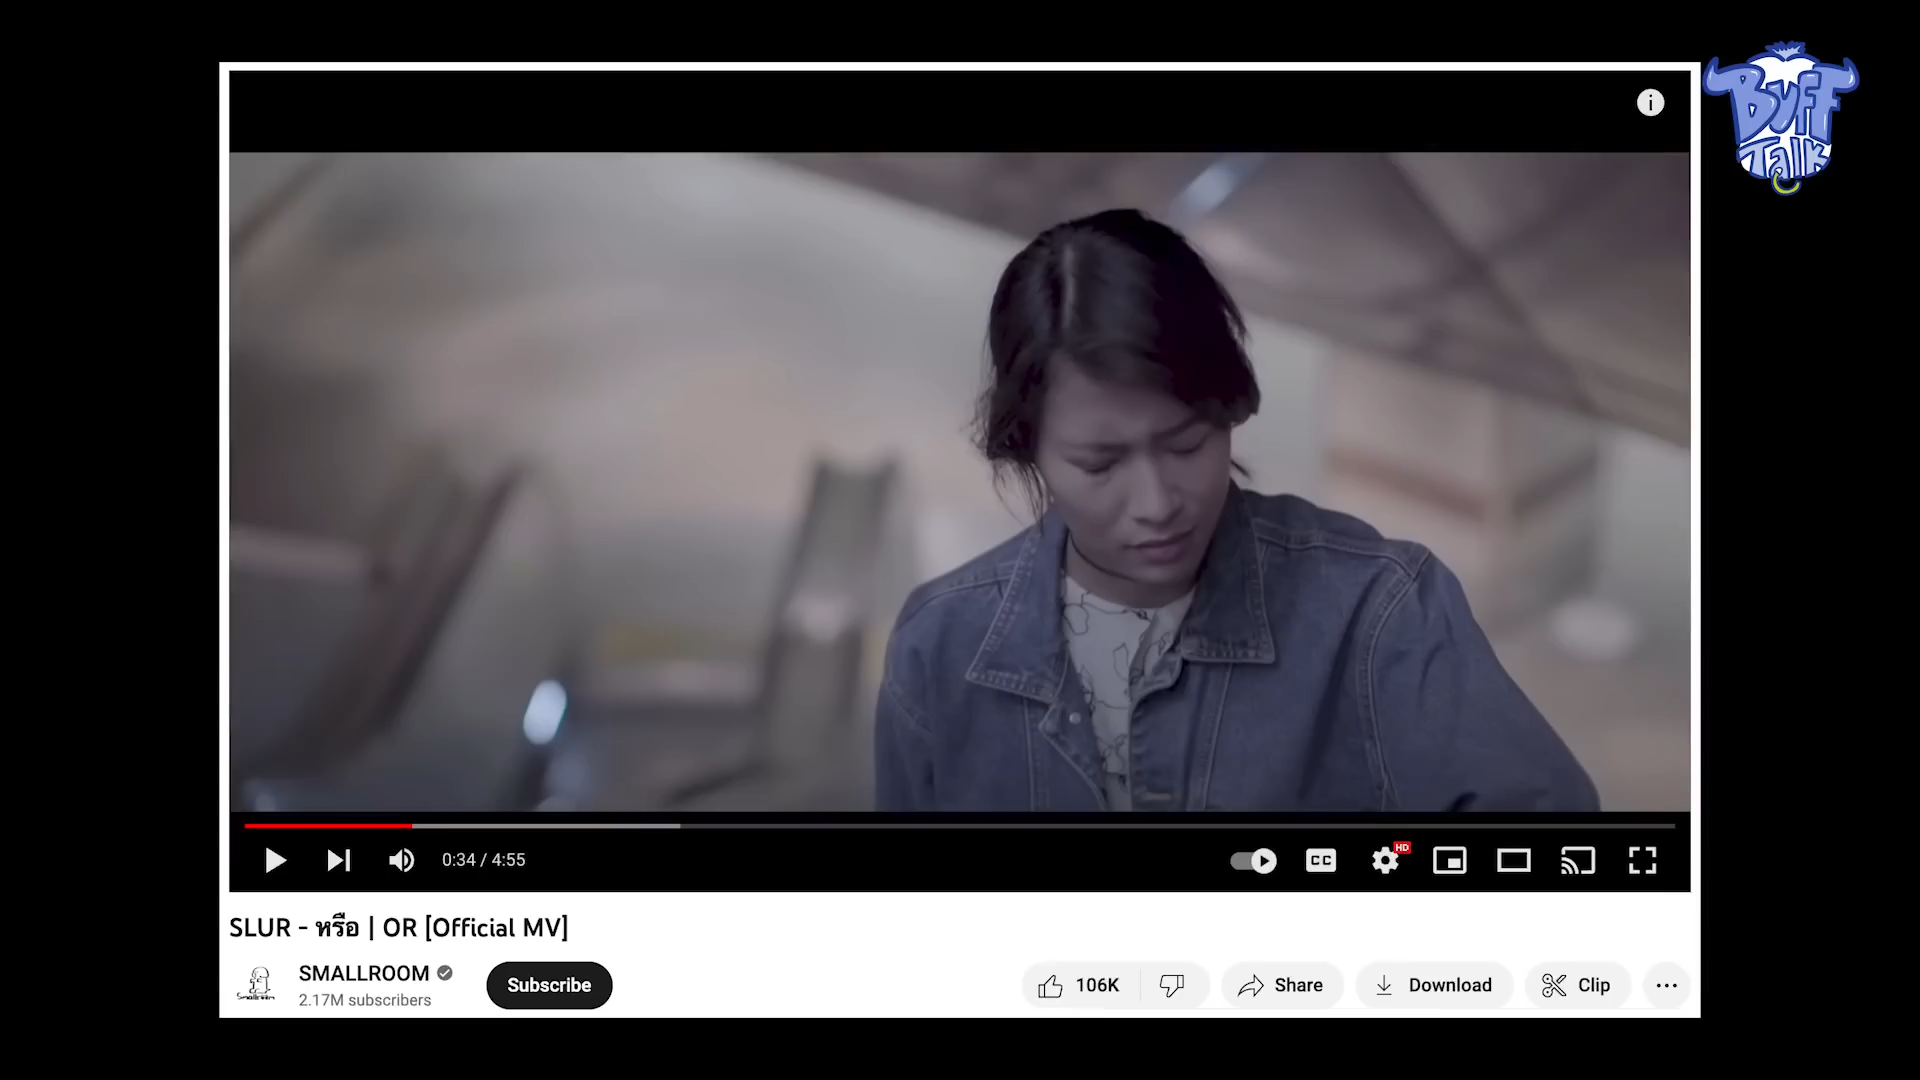 Buff
Talk
i
0:34 / 4:55
CC
HD
SLUR - หรือ | OR [Official MV]
SMALLROOM
2.17M subscribers
Subscribe
106K
Share
Download
Clip